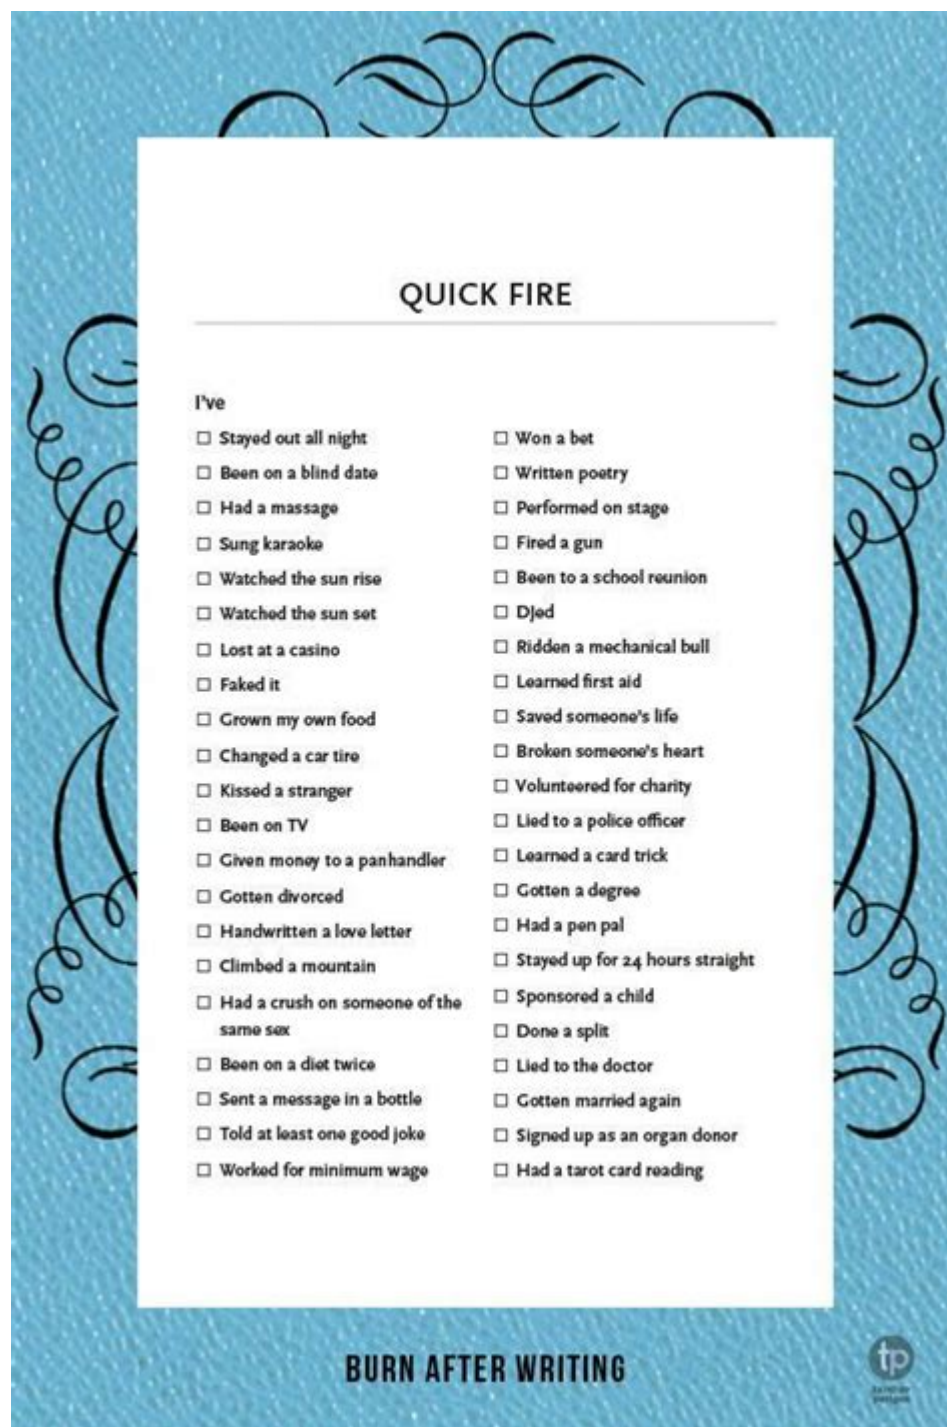 QUICK FIRE
I've
☐ Stayed out all night
☐ Been on a blind date
☐ Had a massage
☐ Sung karaoke
☐ Watched the sun rise
☐ Watched the sun set
☐ Lost at a casino
☐ Faked it
☐ Grown my own food
☐ Changed a car tire
☐ Kissed a stranger
☐ Been on TV
☐ Given money to a panhandler
☐ Gotten divorced
☐ Handwritten a love letter
☐ Climbed a mountain
☐ Had a crush on someone of the
same sex
☐ Been on a diet twice
☐ Sent a message in a bottle
☐ Told at least one good joke
☐ Worked for minimum wage
☐ Won a bet
☐ Written poetry
☐ Performed on stage
☐ Fired a gun
☐ Been to a school reunion
☐ DJed
☐ Ridden a mechanical bull
☐ Learned first aid
☐ Saved someone's life
☐ Broken someone's heart
☐ Volunteered for charity
☐ Lied to a police officer
☐ Learned a card trick
☐ Gotten a degree
☐ Had a pen pal
☐ Stayed up for 24 hours straight
☐ Sponsored a child
☐ Done a split
☐ Lied to the doctor
☐ Gotten married again
☐ Signed up as an organ donor
☐ Had a tarot card reading
BURN AFTER WRITING
tp